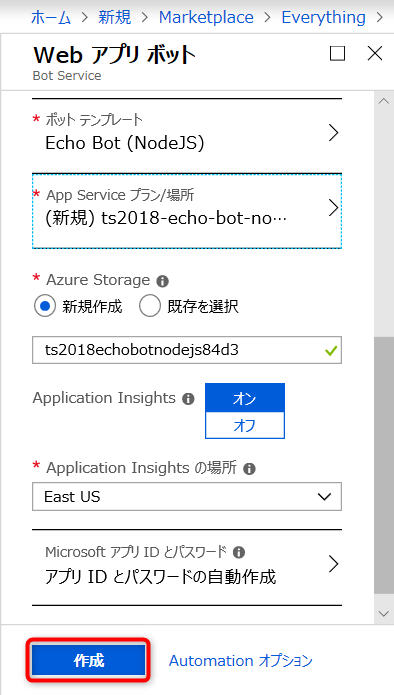 ホーム > 新規 > Marketplace > Everything >
Web アプリ ボット
Bot Service
* ボット テンプレート
Echo Bot (NodeJS)
* App Service プラン/場所
(新規) ts2018-echo-bot-no…
* Azure Storage
新規作成 既存を選択
ts2018echobotnodejs84d3
Application Insights オン
オフ
* Application Insights の場所
East US
Microsoft アプリ ID とパスワード
アプリ ID とパスワードの自動作成
作成 Automation オプション